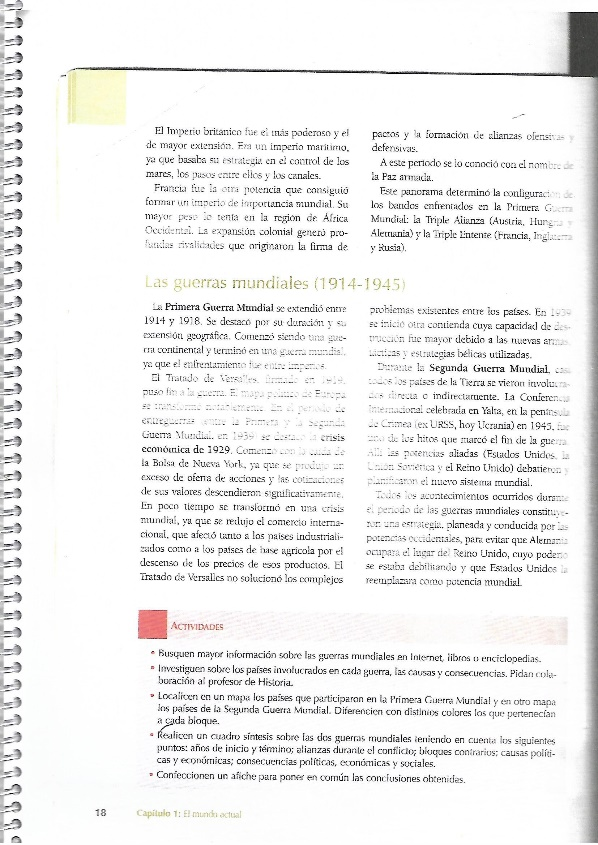 El Imperio británico fue el más poderoso y el
de mayor extensión. Era un imperio marítimo,
ya que basaba su estrategia en el control de los
mares, los pasos entre ellos y los canales.
Francia fue la otra potencia que consiguió
formar un imperio de importancia mundial. Su
mayor peso lo tenía en la región de África
Occidental. La expansión colonial generó pro-
fundas rivalidades que originaron la firma de
pactos y la formación de alianzas ofensivas y
defensivas.
A este período se lo conoció con el nombre de
la Paz armada.
Este panorama determinó la configuración de
los bandos enfrentados en la Primera Guerra
Mundial: la Triple Alianza (Austria, Hungría y
Alemania) y la Triple Entente (Francia, Inglaterra
y Rusia).
Las guerras mundiales (1914-1945)
La Primera Guerra Mundial se extendió entre
1914 y 1918. Se destacó por su duración y su
extensión geográfica. Comenzó siendo una gue-
rra continental y terminó en una guerra mundial,
ya que el enfrentamiento fue entre imperios.
El Tratado de Versalles, firmado en 1919,
puso fin a la guerra. El mapa político de Europa
se transformó notablemente. En el período de
entreguerras (entre la Primera y la Segunda
Guerra Mundial, en 1939) se destacó la crisis
económica de 1929. Comenzó con la caída de
la Bolsa de Nueva York, ya que se produjo un
exceso de oferta de acciones y las cotizaciones
de sus valores descendieron significativamente.
En poco tiempo se transformó en una crisis
mundial, ya que se redujo el comercio interna-
cional, que afectó tanto a los países industriali-
zados como a los países de base agrícola por el
descenso de los precios de esos productos. El
Tratado de Versalles no solucionó los complejos
problemas existentes entre los países. En 1939
se inició otra contienda cuya capacidad de des-
trucción fue mayor debido a las nuevas armas,
tácticas y estrategias bélicas utilizadas.
Durante la Segunda Guerra Mundial, casi
todos los países de la Tierra se vieron involucra-
dos directa o indirectamente. La Conferencia
Internacional celebrada en Yalta, en la península
de Crimea (ex URSS, hoy Ucrania) en 1945, fue
uno de los hitos que marcó el fin de la guerra.
Allí las potencias aliadas (Estados Unidos, la
Unión Soviética y el Reino Unido) debatieron y
planificaron el nuevo sistema mundial.
Todos los acontecimientos ocurridos durante
el período de las guerras mundiales constituye-
ron una estrategia, planeada y conducida por las
potencias occidentales, para evitar que Alemania
ocupara el lugar del Reino Unido, cuyo poderío
se estaba debilitando y que Estados Unidos la
reemplazara como potencia mundial.
ACTIVIDADES
• Busquen mayor información sobre las guerras mundiales en Internet, libros o enciclopedias.
• Investiguen sobre los países involucrados en cada guerra, las causas y consecuencias. Pidan cola-
boración al profesor de Historia.
• Localicen en un mapa los países que participaron en la Primera Guerra Mundial y en otro mapa
los países de la Segunda Guerra Mundial. Diferencien con distintos colores los que pertenecían
a cada bloque.
• Realicen un cuadro síntesis sobre las dos guerras mundiales teniendo en cuenta los siguientes
puntos: años de inicio y término; alianzas durante el conflicto; bloques contrarios; causas políti-
cas y económicas; consecuencias políticas, económicas y sociales.
• Confeccionen un afiche para poner en común las conclusiones obtenidas.
18 Capítulo 1: El mundo actual